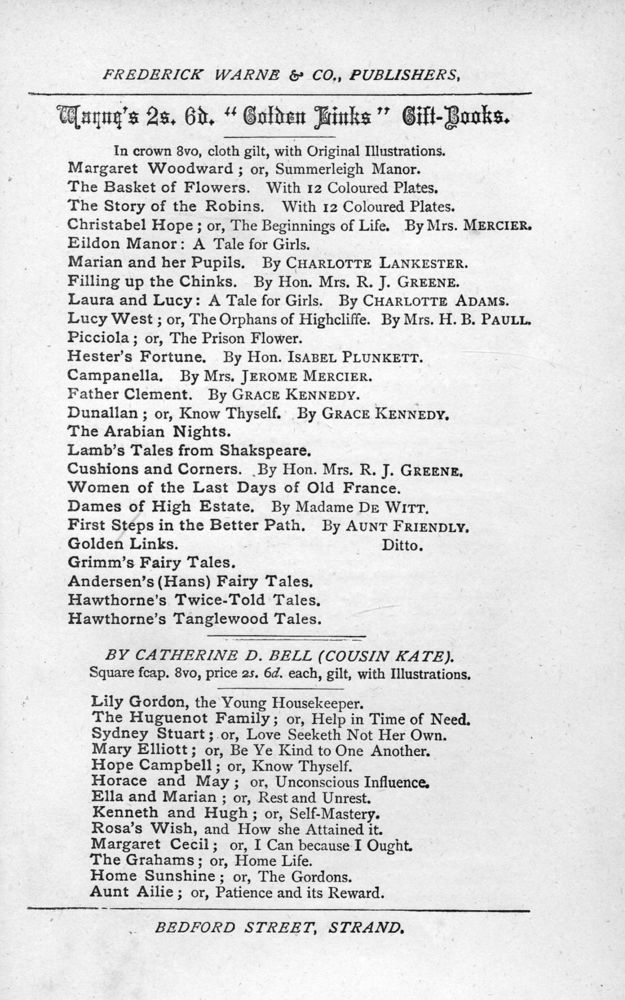 FREDERICK WARNE & CO., PUBLISHERS,
Warne's 2s. 6d. "Golden Links" Gift-Books.
In crown 8vo, cloth gilt, with Original Illustrations.
Margaret Woodward; or, Summerleigh Manor.
The Basket of Flowers. With 12 Coloured Plates.
The Story of the Robins. With 12 Coloured Plates.
Christabel Hope; or, The Beginnings of Life. By Mrs. MERCIER.
Eildon Manor: A Tale for Girls.
Marian and her Pupils. By CHARLOTTE LANKESTER.
Filling up the Chinks. By Hon. Mrs. R. J. GREENE.
Laura and Lucy: A Tale for Girls. By CHARLOTTE ADAMS.
Lucy West; or, The Orphans of Highcliffe. By Mrs. H. B. PAULL.
Picciola; or, The Prison Flower.
Hester's Fortune. By Hon. ISABEL PLUNKETT.
Campanella. By Mrs. JEROME MERCIER.
Father Clement. By GRACE KENNEDY.
Dunallan; or, Know Thyself. By GRACE KENNEDY.
The Arabian Nights.
Lamb's Tales from Shakspeare.
Cushions and Corners. By Hon. Mrs. R. J. GREENE.
Women of the Last Days of Old France.
Dames of High Estate. By Madame DE WITT.
First Steps in the Better Path. By AUNT FRIENDLY.
Golden Links. Ditto.
Grimm's Fairy Tales.
Andersen's (Hans) Fairy Tales.
Hawthorne's Twice-Told Tales.
Hawthorne's Tanglewood Tales.
BY CATHERINE D. BELL (COUSIN KATE).
Square fcap. 8vo, price 2s. 6d. each, gilt, with Illustrations.
Lily Gordon, the Young Housekeeper.
The Huguenot Family; or, Help in Time of Need.
Sydney Stuart; or, Love Seeketh Not Her Own.
Mary Elliott; or, Be Ye Kind to One Another.
Hope Campbell; or, Know Thyself.
Horace and May; or, Unconscious Influence.
Ella and Marian; or, Rest and Unrest.
Kenneth and Hugh; or, Self-Mastery.
Rosa's Wish, and How she Attained it.
Margaret Cecil; or, I Can because I Ought.
The Grahams; or, Home Life.
Home Sunshine; or, The Gordons.
Aunt Ailie; or, Patience and its Reward.
BEDFORD STREET, STRAND.